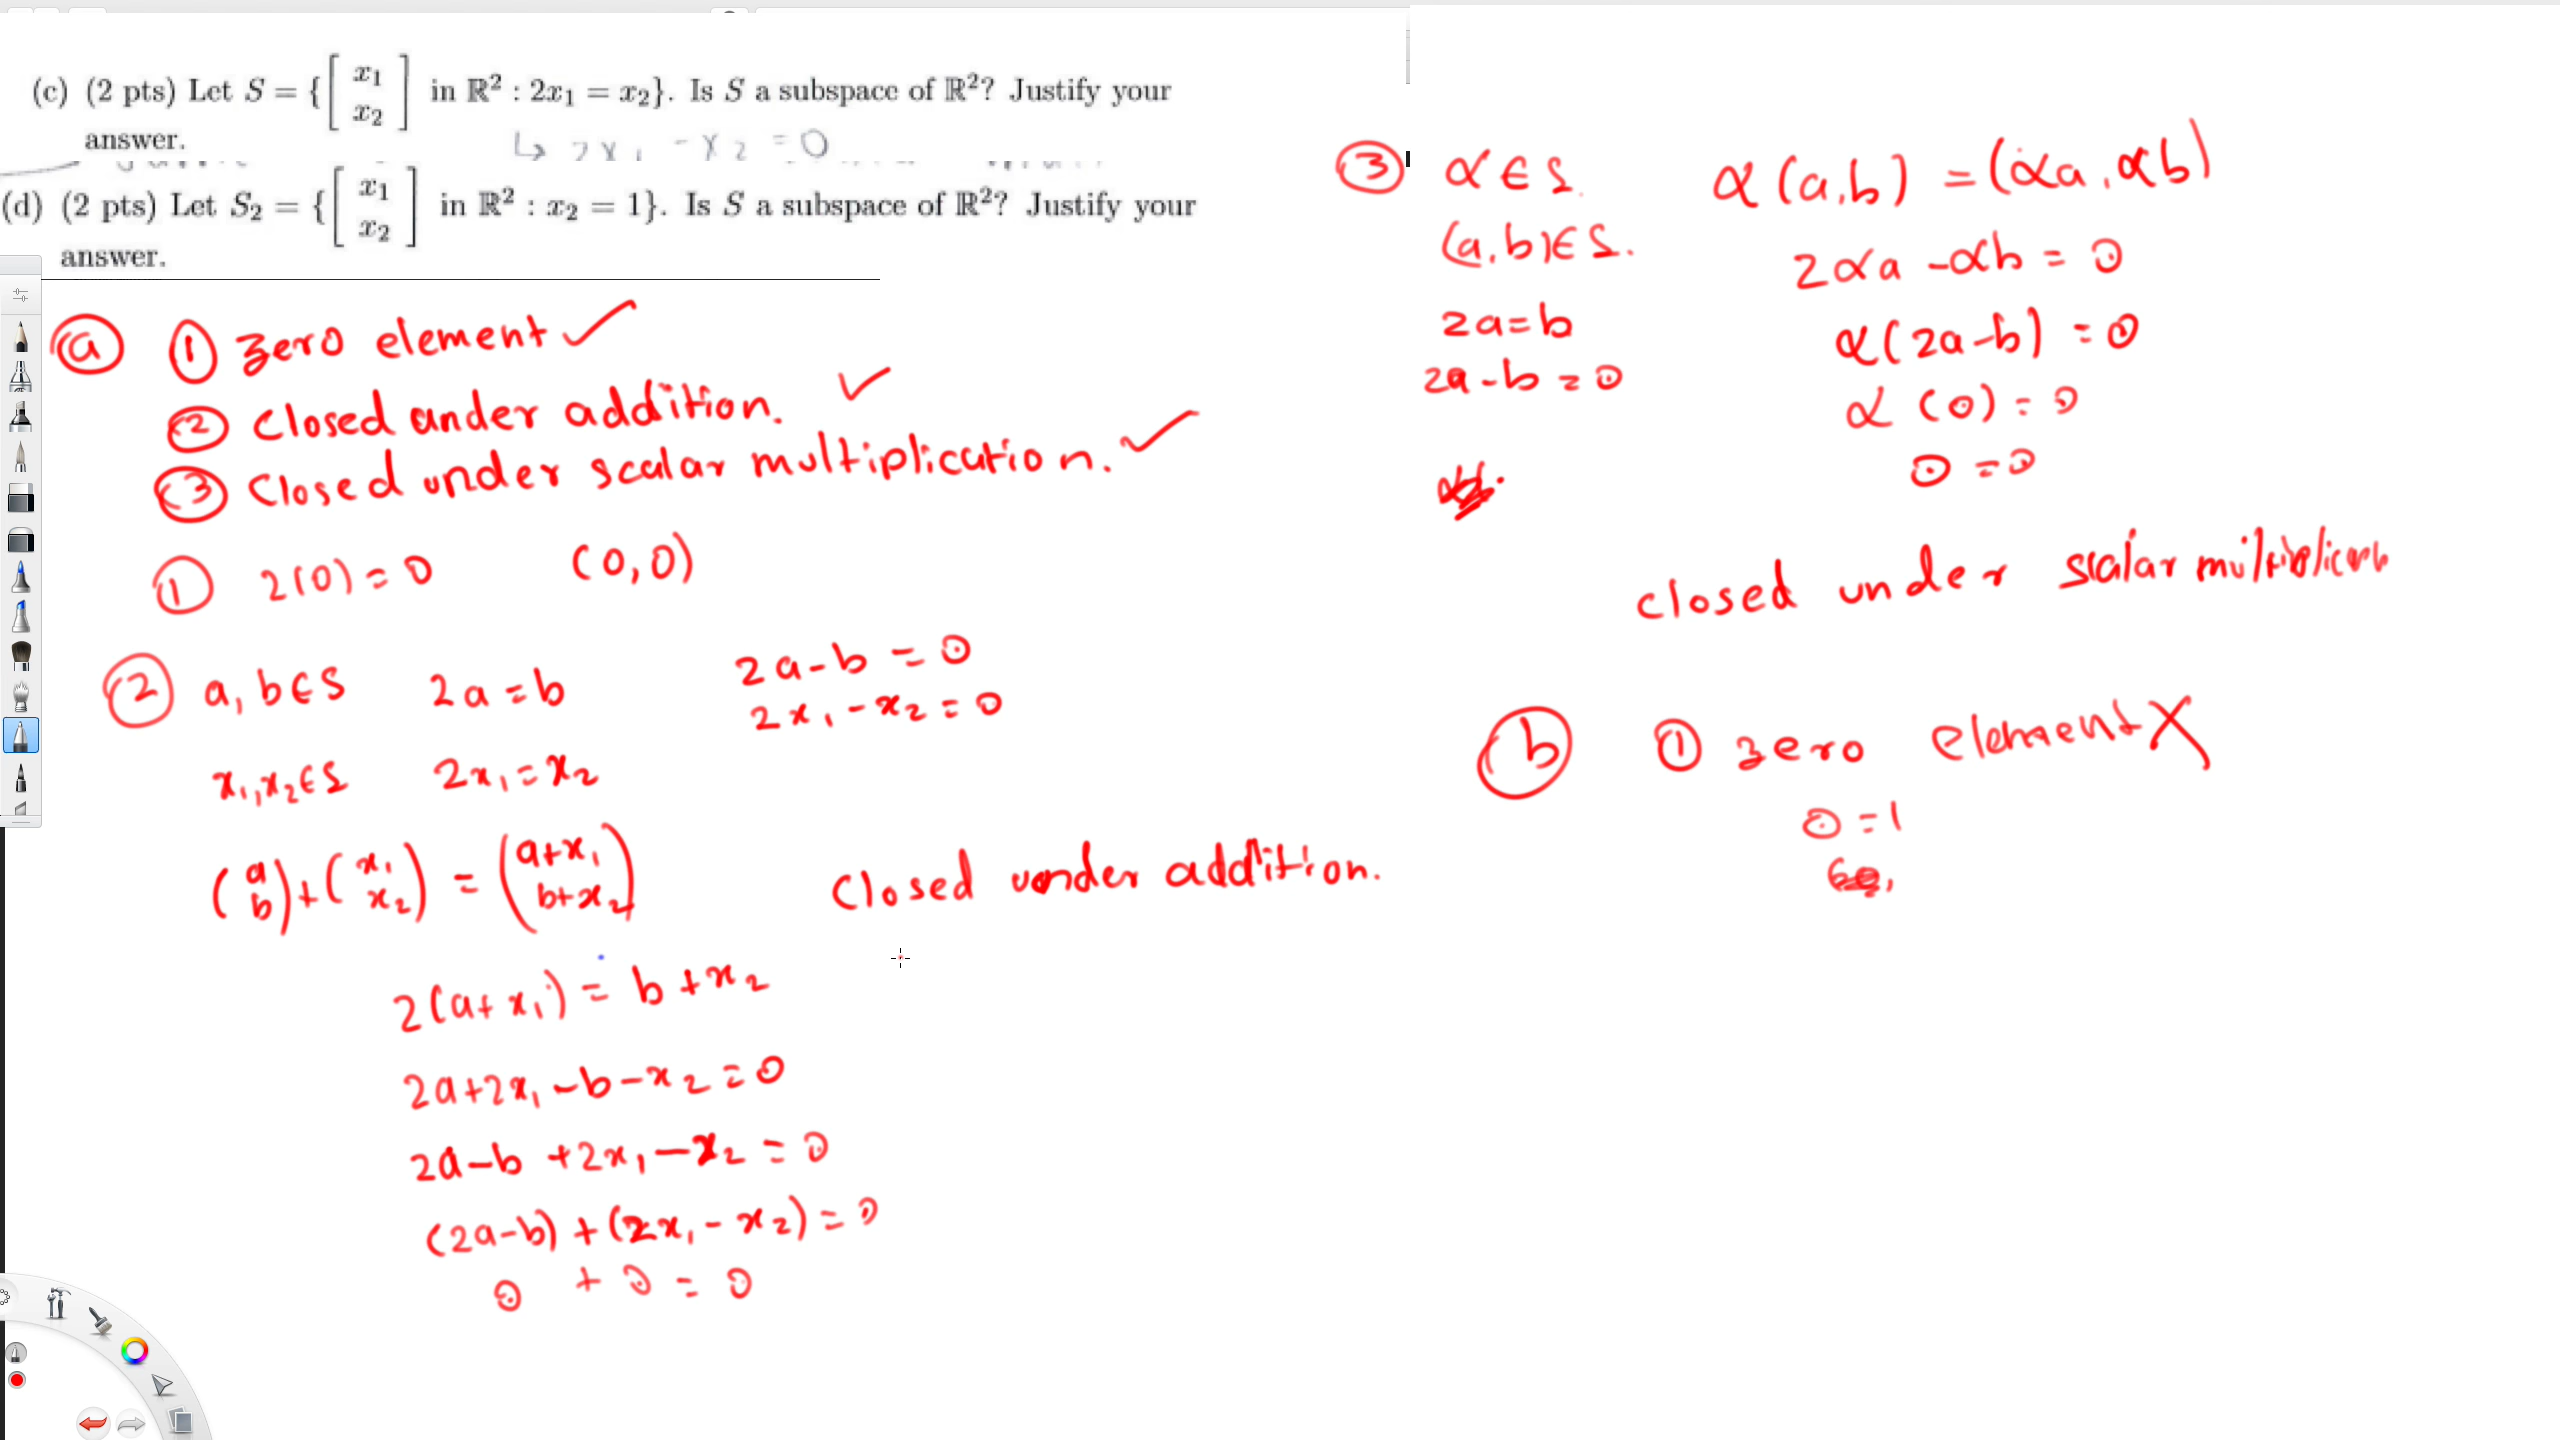 (c) (2 pts) Let S = {[ x1 x2 ] in ℝ² : 2x1 = x2}. Is S a subspace of ℝ²? Justify your
answer.
↳ 2x1 - x2 = 0
(d) (2 pts) Let S2 = {[ x1 x2 ] in ℝ² : x2 = 1}. Is S a subspace of ℝ²? Justify your
answer.
(a) (1) zero element ✓
(2) Closed under addition. ✓
(3) Closed under scalar multiplication. ✓
(1) 2(0) = 0 (0,0)
(2) a, b ∈ S 2a = b 2a - b = 0
x1, x2 ∈ S 2x1 = x2 2x1 - x2 = 0
(a b) + (x1 x2) = (a+x1 b+x2) Closed under addition.
2(a+x1) = b + x2
2a+2x1 - b - x2 = 0
2a - b + 2x1 - x2 = 0
(2a-b) + (2x1 - x2) = 0
0 + 0 = 0
(3) α ∈ S. α(a,b) = (αa, αb)
(a,b) ∈ S. 2αa - αb = 0
2a = b α(2a-b) = 0
2a - b = 0 α(0) = 0
0 = 0
closed under scalar
(b) (1) zero element X
0 = 1